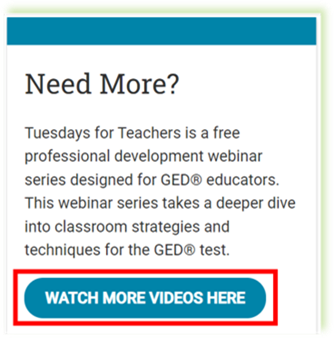 Need More?
Tuesdays for Teachers is a free
professional development webinar
series designed for GED® educators.
This webinar series takes a deeper dive
into classroom strategies and
techniques for the GED® test.
WATCH MORE VIDEOS HERE